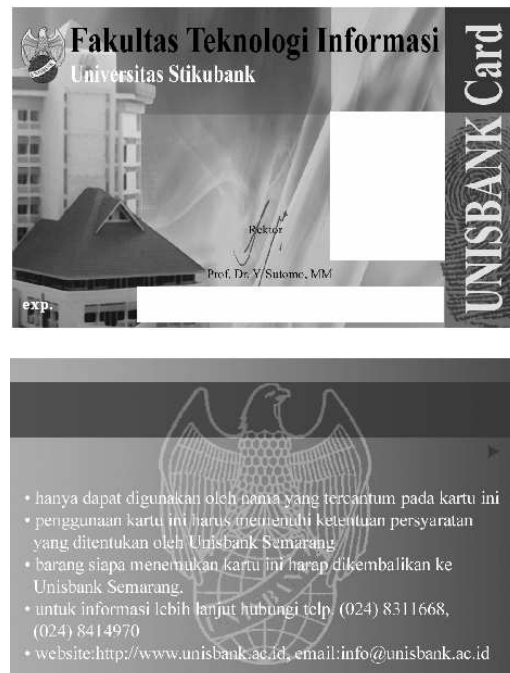 Fakultas Teknologi Informasi
Universitas Stikubank
UNISBANK Card
Rektor
Prof. Dr. Y. Sutomo, MM
exp.
• hanya dapat digunakan oleh nama yang tercantum pada kartu ini
• penggunaan kartu ini harus memenuhi ketentuan persyaratan
yang ditentukan oleh Unisbank Semarang
• barang siapa menemukan kartu ini harap dikembalikan ke
Unisbank Semarang.
• untuk informasi lebih lanjut hubungi telp. (024) 8311668,
(024) 8414970
• website:http://www.unisbank.ac.id, email:info@unisbank.ac.id